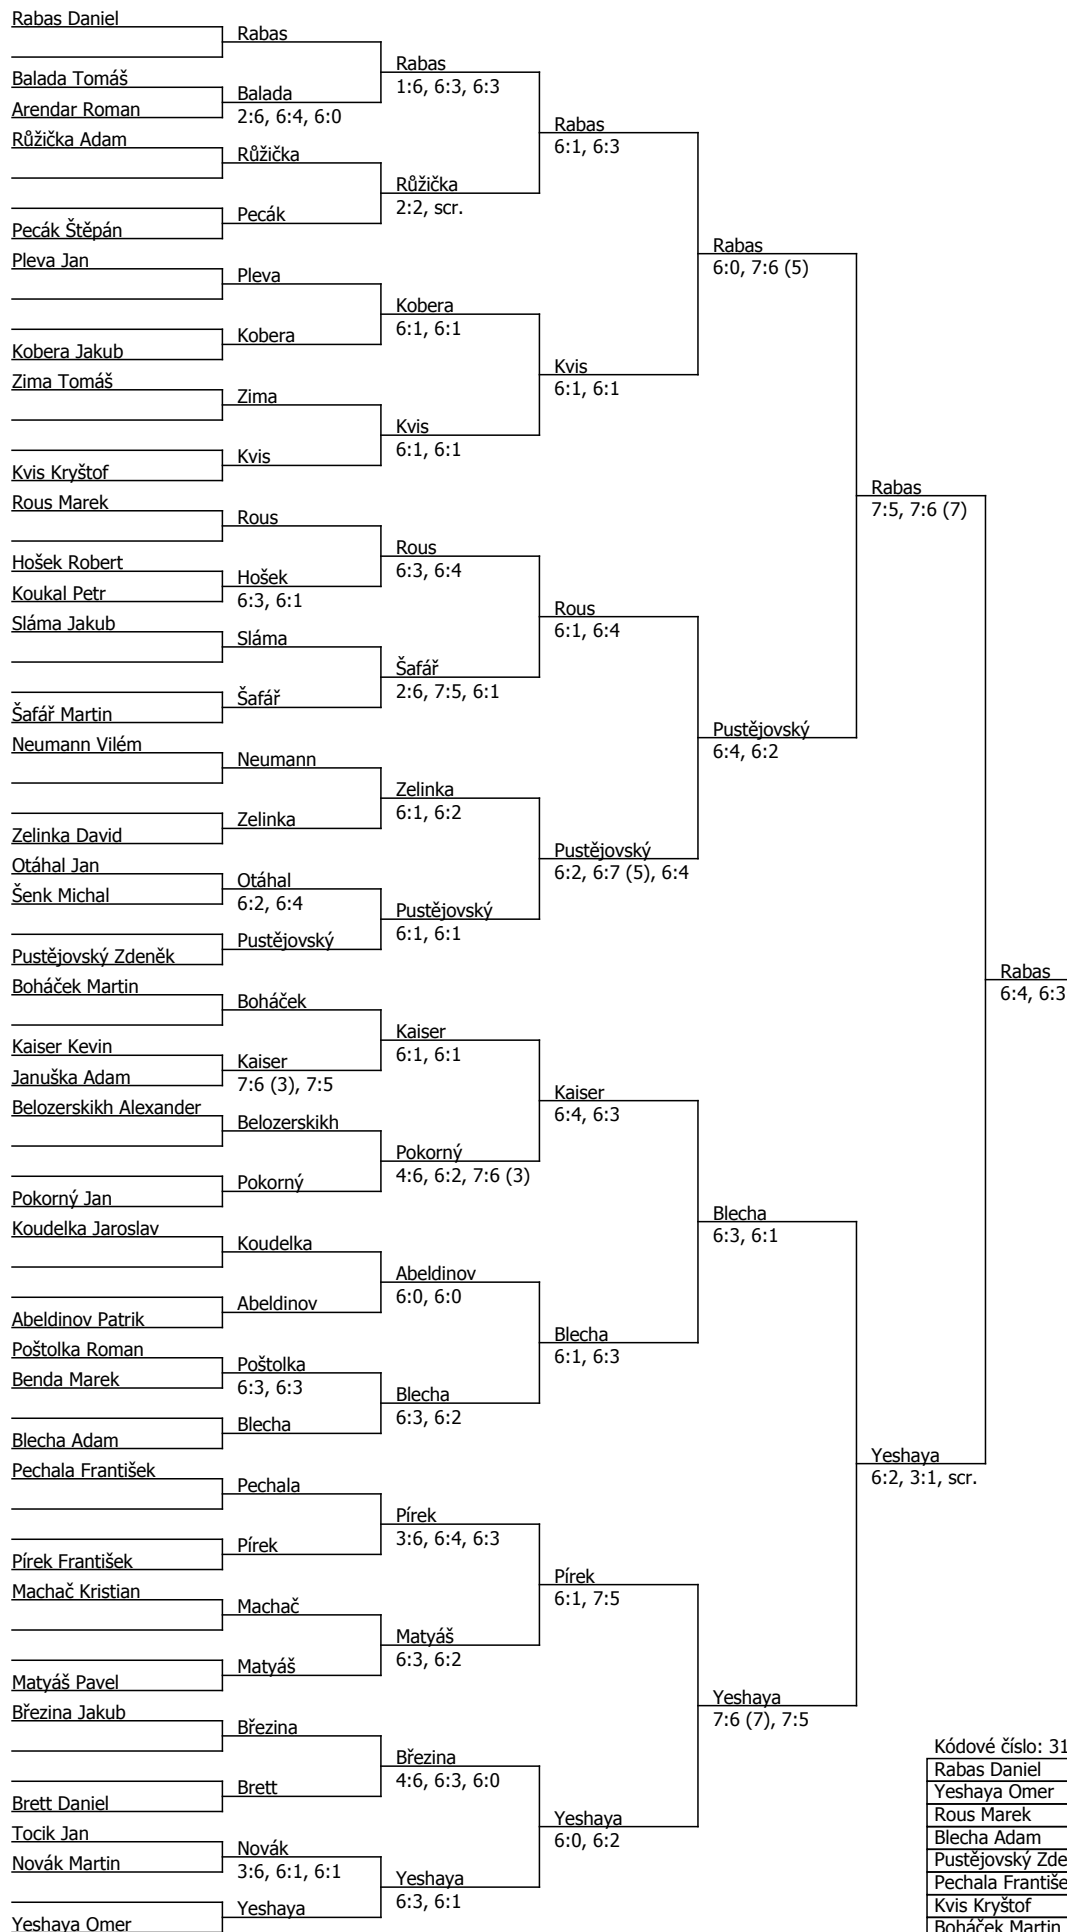 Rabas Daniel
Balada Tomáš
Arendar Roman
Růžička Adam
Pecák Štěpán
Pleva Jan
Kobera Jakub
Zima Tomáš
Kvis Kryštof
Rous Marek
Hošek Robert
Koukal Petr
Sláma Jakub
Šafář Martin
Neumann Vilém
Zelinka David
Otáhal Jan
Šenk Michal
Pustějovský Zdeněk
Boháček Martin
Kaiser Kevin
Januška Adam
Belozerskikh Alexander
Pokorný Jan
Koudelka Jaroslav
Abeldinov Patrik
Poštolka Roman
Benda Marek
Blecha Adam
Pechala František
Pírek František
Machač Kristian
Matyáš Pavel
Březina Jakub
Brett Daniel
Tocik Jan
Novák Martin
Yeshaya Omer
Rabas
Balada
2:6, 6:4, 6:0
Růžička
Pecák
Pleva
Kobera
Zima
Kvis
Rous
Hošek
6:3, 6:1
Sláma
Šafář
Neumann
Zelinka
Otáhal
6:2, 6:4
Pustějovský
Boháček
Kaiser
7:6 (3), 7:5
Belozerskikh
Pokorný
Koudelka
Abeldinov
Poštolka
6:3, 6:3
Blecha
Pechala
Pírek
Machač
Matyáš
Březina
Brett
Novák
3:6, 6:1, 6:1
Yeshaya
Rabas
1:6, 6:3, 6:3
Růžička
2:2, scr.
Kobera
6:1, 6:1
Kvis
6:1, 6:1
Rous
6:3, 6:4
Šafář
2:6, 7:5, 6:1
Zelinka
6:1, 6:2
Pustějovský
6:1, 6:1
Kaiser
6:1, 6:1
Pokorný
4:6, 6:2, 7:6 (3)
Abeldinov
6:0, 6:0
Blecha
6:3, 6:2
Pírek
3:6, 6:4, 6:3
Matyáš
6:3, 6:2
Březina
4:6, 6:3, 6:0
Yeshaya
6:3, 6:1
Rabas
6:1, 6:3
Kvis
6:1, 6:1
Rous
6:1, 6:4
Pustějovský
6:2, 6:7 (5), 6:4
Kaiser
6:4, 6:3
Blecha
6:1, 6:3
Pírek
6:1, 7:5
Yeshaya
6:0, 6:2
Rabas
6:0, 7:6 (5)
Pustějovský
6:4, 6:2
Blecha
6:3, 6:1
Yeshaya
7:6 (7), 7:5
Rabas
7:5, 7:6 (7)
Yeshaya
6:2, 3:1, scr.
Rabas
6:4, 6:3
Kódové číslo: 31
Rabas Daniel
Yeshaya Omer
Rous Marek
Blecha Adam
Pustějovský Zde
Pechala Františe
Kvis Kryštof
Boháček Martin